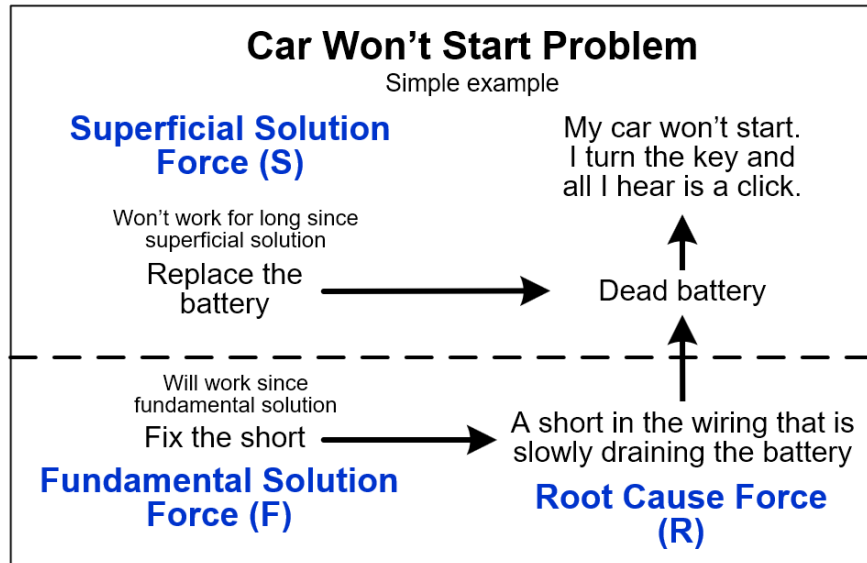 Car Won’t Start Problem
Simple example
Superficial Solution
Force (S)
My car won’t start.
I turn the key and
all I hear is a click.
Won’t work for long since
superficial solution
Replace the
battery
Dead battery
Will work since
fundamental solution
Fix the short
A short in the wiring that is
slowly draining the battery
Fundamental Solution
Force (F)
Root Cause Force
(R)